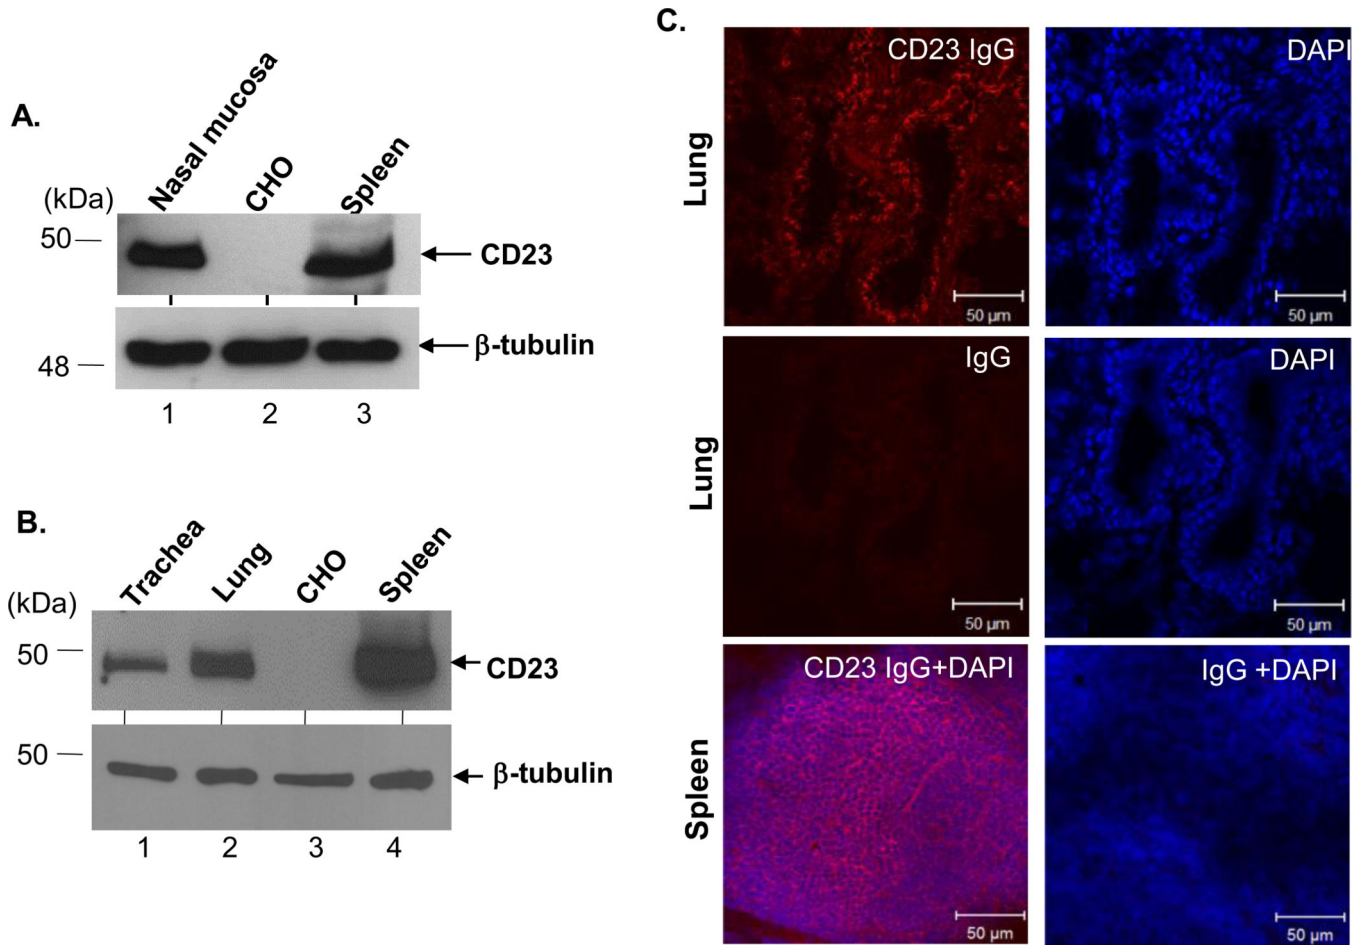 A.
Nasal mucosa
CHO
Spleen
(kDa)
50
CD23
β-tubulin
48
1 2 3
B.
Trachea
Lung
CHO
Spleen
(kDa)
50
CD23
50
β-tubulin
1 2 3 4
C.
Lung
CD23 IgG
50 µm
DAPI
50 µm
Lung
IgG
50 µm
DAPI
50 µm
Spleen
CD23 IgG+DAPI
50 µm
IgG +DAPI
50 µm